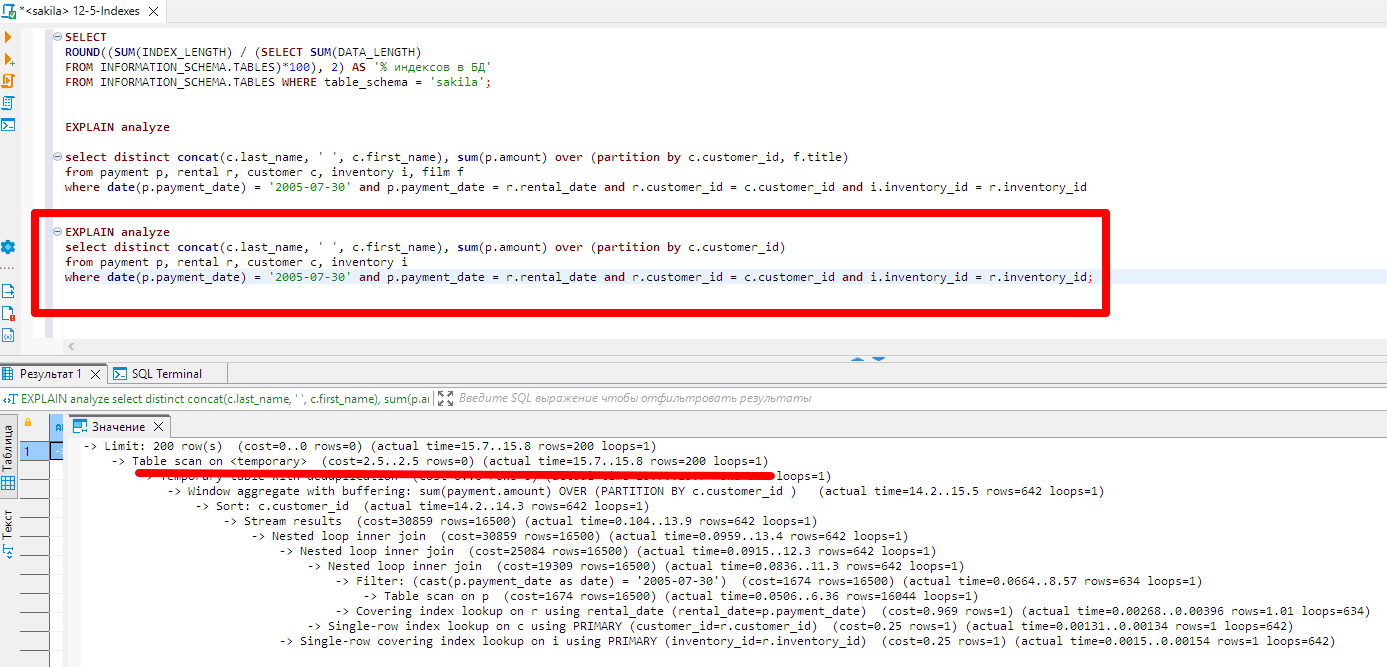 *<sakila> 12-5-Indexes
SELECT
ROUND((SUM(INDEX_LENGTH) / (SELECT SUM(DATA_LENGTH)
FROM INFORMATION_SCHEMA.TABLES)*100), 2) AS '% индексов в БД'
FROM INFORMATION_SCHEMA.TABLES WHERE table_schema = 'sakila';
EXPLAIN analyze
select distinct concat(c.last_name, ' ', c.first_name), sum(p.amount) over (partition by c.customer_id, f.title)
from payment p, rental r, customer c, inventory i, film f
where date(p.payment_date) = '2005-07-30' and p.payment_date = r.rental_date and r.customer_id = c.customer_id and i.inventory_id = r.inventory_id
EXPLAIN analyze
select distinct concat(c.last_name, ' ', c.first_name), sum(p.amount) over (partition by c.customer_id)
from payment p, rental r, customer c, inventory i
where date(p.payment_date) = '2005-07-30' and p.payment_date = r.rental_date and r.customer_id = c.customer_id and i.inventory_id = r.inventory_id;
Результат 1
SQL Terminal
EXPLAIN analyze select distinct concat(c.last_name, ' ', c.first_name), sum(p.ar
Введите SQL выражение чтобы отфильтровать результаты
Таблица
Текст
1
Значение
-> Limit: 200 row(s)  (cost=0..0 rows=0) (actual time=15.7..15.8 rows=200 loops=1)
-> Table scan on <temporary>  (cost=2.5..2.5 rows=0) (actual time=15.7..15.8 rows=200 loops=1)
loops=1)
-> Window aggregate with buffering: sum(payment.amount) OVER (PARTITION BY c.customer_id )   (actual time=14.2..15.5 rows=642 loops=1)
-> Sort: c.customer_id  (actual time=14.2..14.3 rows=642 loops=1)
-> Stream results  (cost=30859 rows=16500) (actual time=0.104..13.9 rows=642 loops=1)
-> Nested loop inner join  (cost=30859 rows=16500) (actual time=0.0959..13.4 rows=642 loops=1)
-> Nested loop inner join  (cost=25084 rows=16500) (actual time=0.0915..12.3 rows=642 loops=1)
-> Nested loop inner join  (cost=19309 rows=16500) (actual time=0.0836..11.3 rows=642 loops=1)
-> Filter: (cast(p.payment_date as date) = '2005-07-30')  (cost=1674 rows=16500) (actual time=0.0664..8.57 rows=634 loops=1)
-> Table scan on p  (cost=1674 rows=16500) (actual time=0.0506..6.36 rows=16044 loops=1)
-> Covering index lookup on r using rental_date (rental_date=p.payment_date)  (cost=0.969 rows=1) (actual time=0.00268..0.00396 rows=1.01 loops=634)
-> Single-row index lookup on c using PRIMARY (customer_id=r.customer_id)  (cost=0.25 rows=1) (actual time=0.00131..0.00134 rows=1 loops=642)
-> Single-row covering index lookup on i using PRIMARY (inventory_id=r.inventory_id)  (cost=0.25 rows=1) (actual time=0.0015..0.00154 rows=1 loops=642)